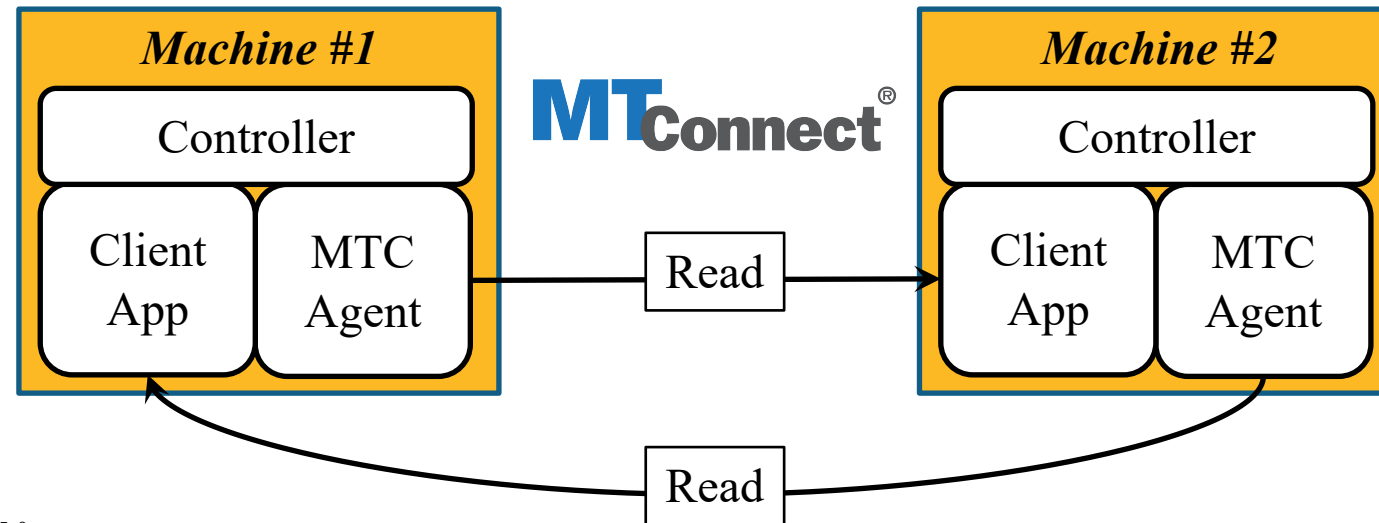 Machine #1
Controller
Client
App
MTC
Agent
MTConnect®
Read
Machine #2
Controller
Client
App
MTC
Agent
Read